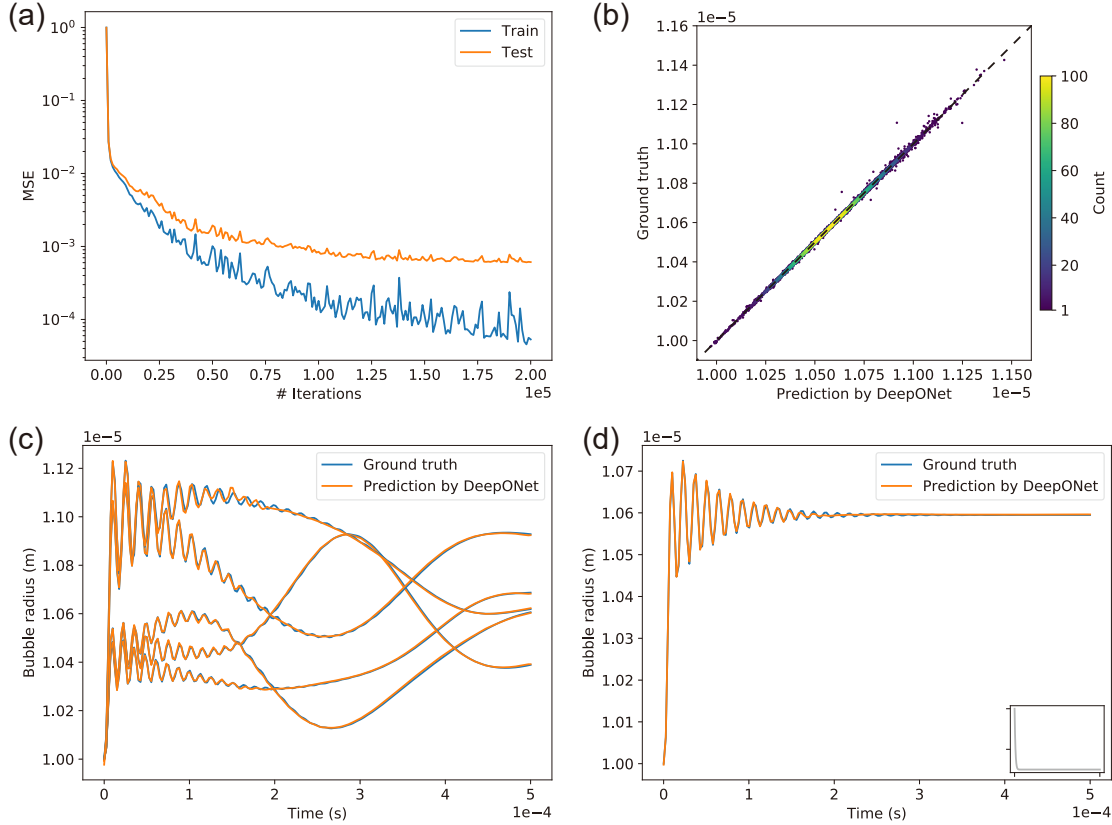 (a)
10⁰
10⁻¹
10⁻²
10⁻³
10⁻⁴
MSE
Train
Test
0.00 0.25 0.50 0.75 1.00 1.25 1.50 1.75 2.00
# Iterations
1e5
(b)
1e−5
1.16
1.14
1.12
1.10
1.08
1.06
1.04
1.02
1.00
Ground truth
1.000 1.025 1.050 1.075 1.100 1.125 1.150
Prediction by DeepONet
1e−5
100
80
60
40
20
1
Count
(c)
1e−5
Ground truth
Prediction by DeepONet
1.12
1.10
1.08
1.06
1.04
1.02
1.00
Bubble radius (m)
0 1 2 3 4 5
Time (s)
1e−4
(d)
1e−5
Ground truth
Prediction by DeepONet
1.07
1.06
1.05
1.04
1.03
1.02
1.01
1.00
Bubble radius (m)
0 1 2 3 4 5
Time (s)
1e−4